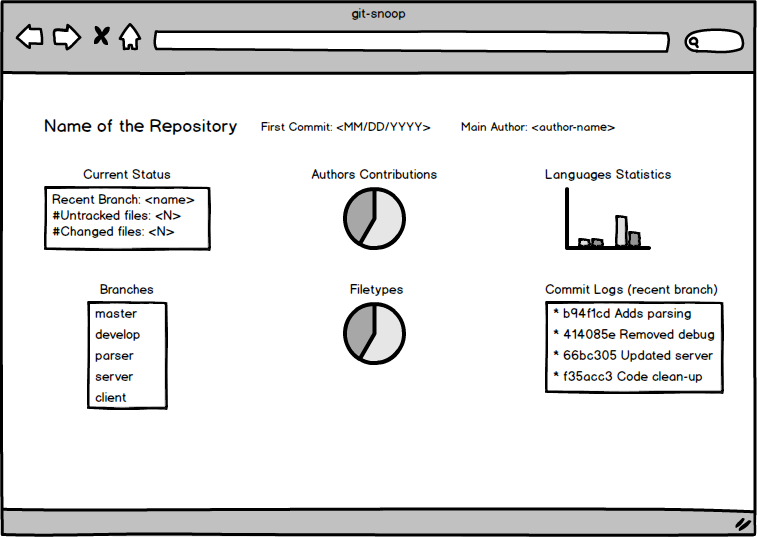 git-snoop
Name of the Repository
First Commit: <MM/DD/YYYY>
Main Author: <author-name>
Current Status
Recent Branch: <name>
#Untracked files: <N>
#Changed files: <N>
Authors Contributions
Languages Statistics
Branches
master
develop
parser
server
client
Filetypes
Commit Logs (recent branch)
* b94f1cd Adds parsing
* 414085e Removed debug
* 66bc305 Updated server
* f35acc3 Code clean-up